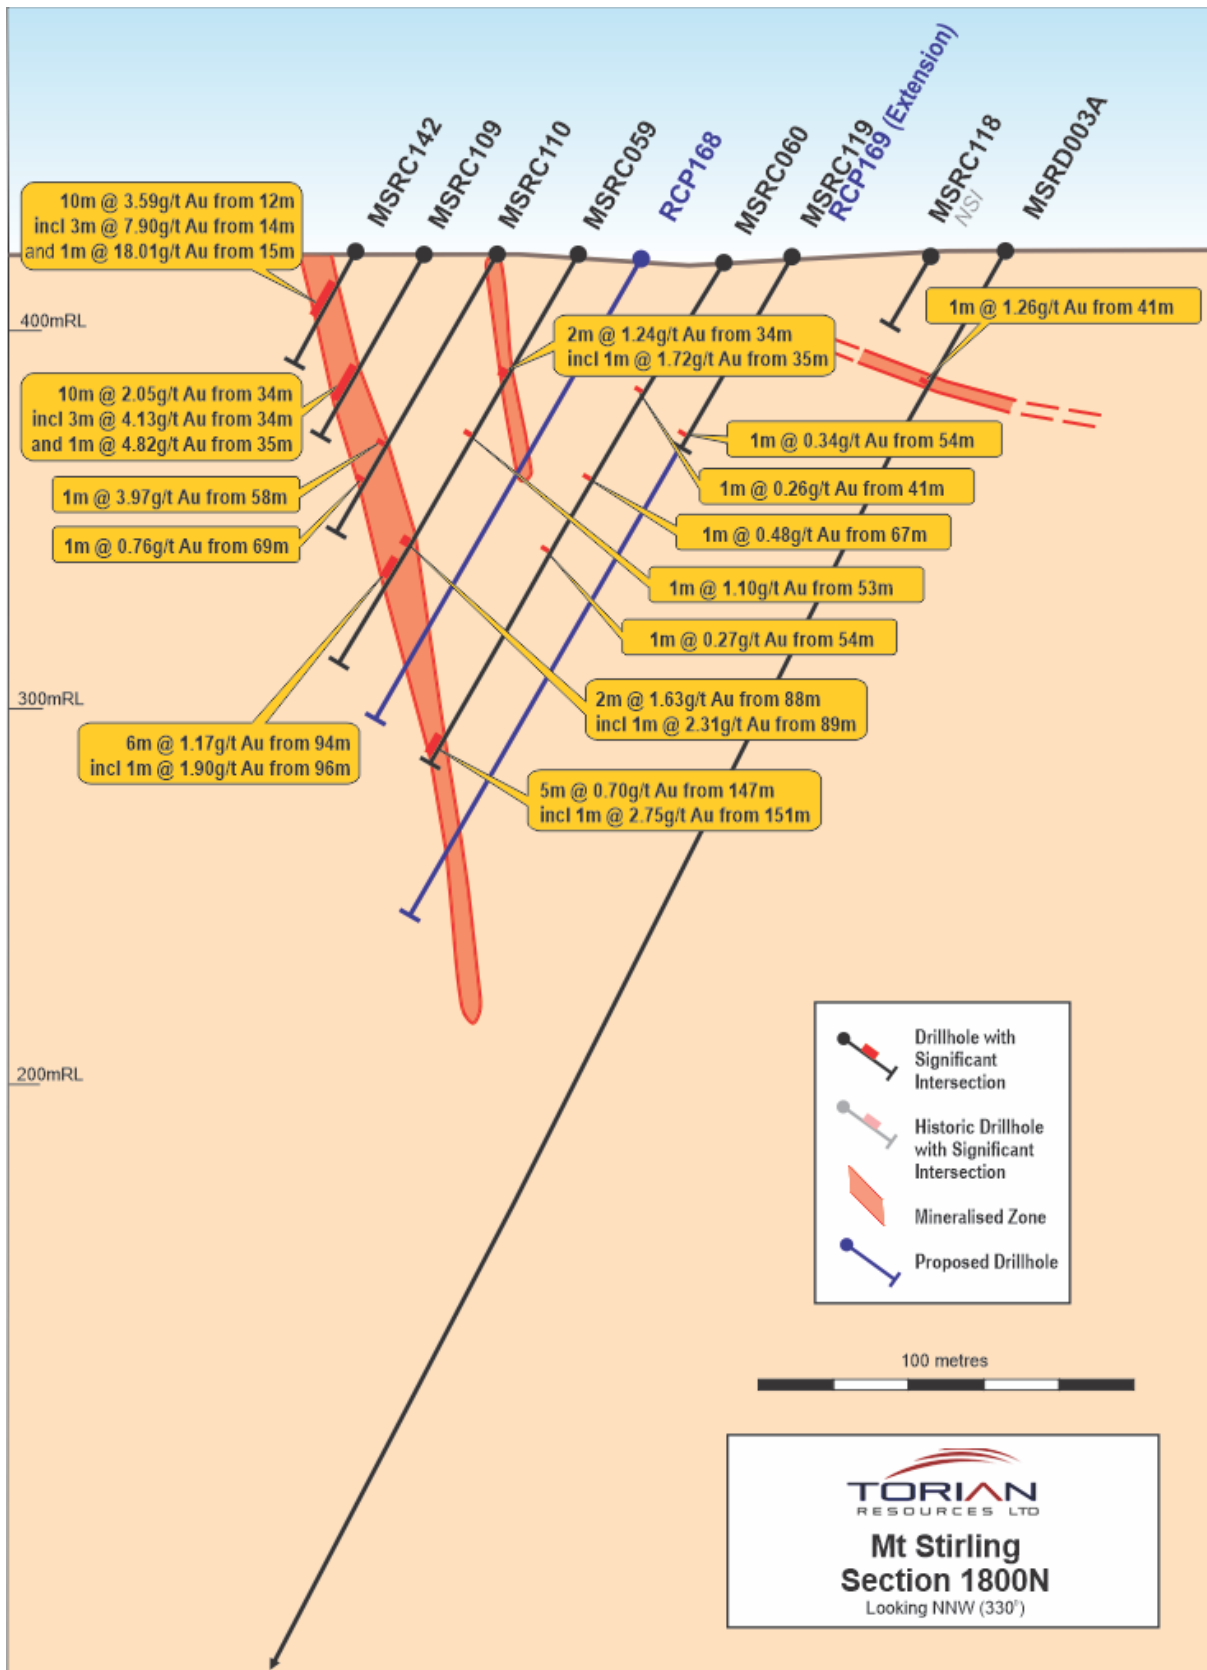 MSRC142
MSRC109
MSRC110
MSRC059
RCP168
MSRC060
MSRC119
RCP169 (Extension)
MSRC118
NSI
MSRD003A
10m @ 3.59g/t Au from 12m
incl 3m @ 7.90g/t Au from 14m
and 1m @ 18.01g/t Au from 15m
1m @ 1.26g/t Au from 41m
400mRL
2m @ 1.24g/t Au from 34m
incl 1m @ 1.72g/t Au from 35m
10m @ 2.05g/t Au from 34m
incl 3m @ 4.13g/t Au from 34m
and 1m @ 4.82g/t Au from 35m
1m @ 0.34g/t Au from 54m
1m @ 0.26g/t Au from 41m
1m @ 3.97g/t Au from 58m
1m @ 0.48g/t Au from 67m
1m @ 0.76g/t Au from 69m
1m @ 1.10g/t Au from 53m
1m @ 0.27g/t Au from 54m
300mRL
2m @ 1.63g/t Au from 88m
incl 1m @ 2.31g/t Au from 89m
6m @ 1.17g/t Au from 94m
incl 1m @ 1.90g/t Au from 96m
5m @ 0.70g/t Au from 147m
incl 1m @ 2.75g/t Au from 151m
200mRL
Drillhole with
Significant
Intersection
Historic Drillhole
with Significant
Intersection
Mineralised Zone
Proposed Drillhole
100 metres
TORIAN
RESOURCES LTD
Mt Stirling
Section 1800N
Looking NNW (330°)